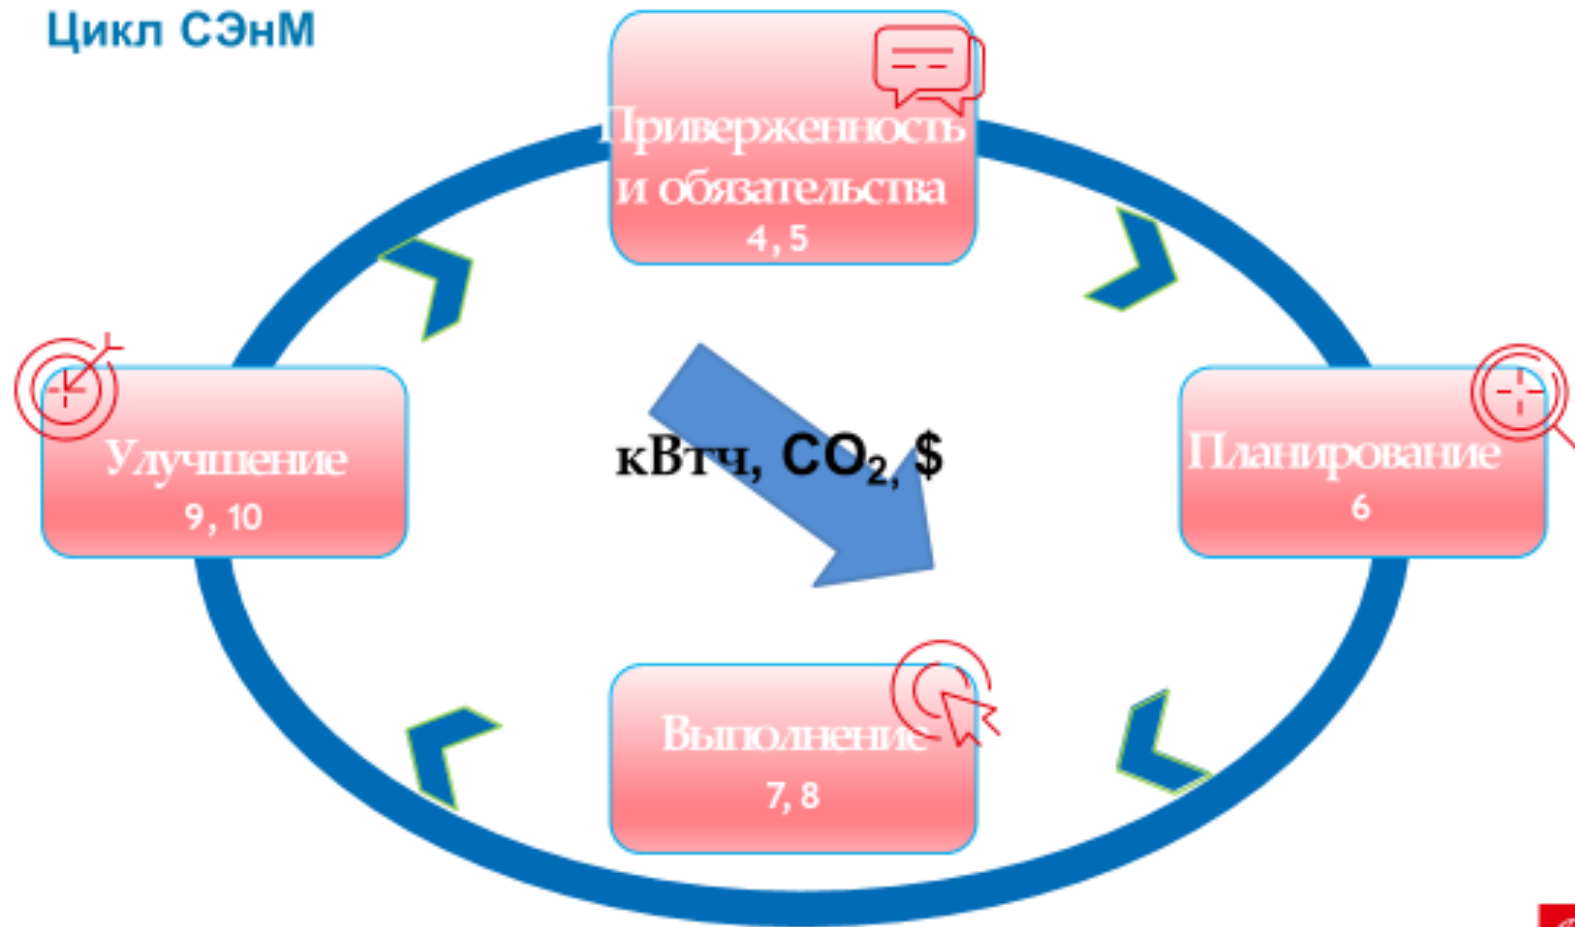 Цикл СЭнМ
Приверженность
и обязательства
4, 5
Улучшение
9, 10
кВтч, CO₂, $
Планирование
6
Выполнение
7, 8